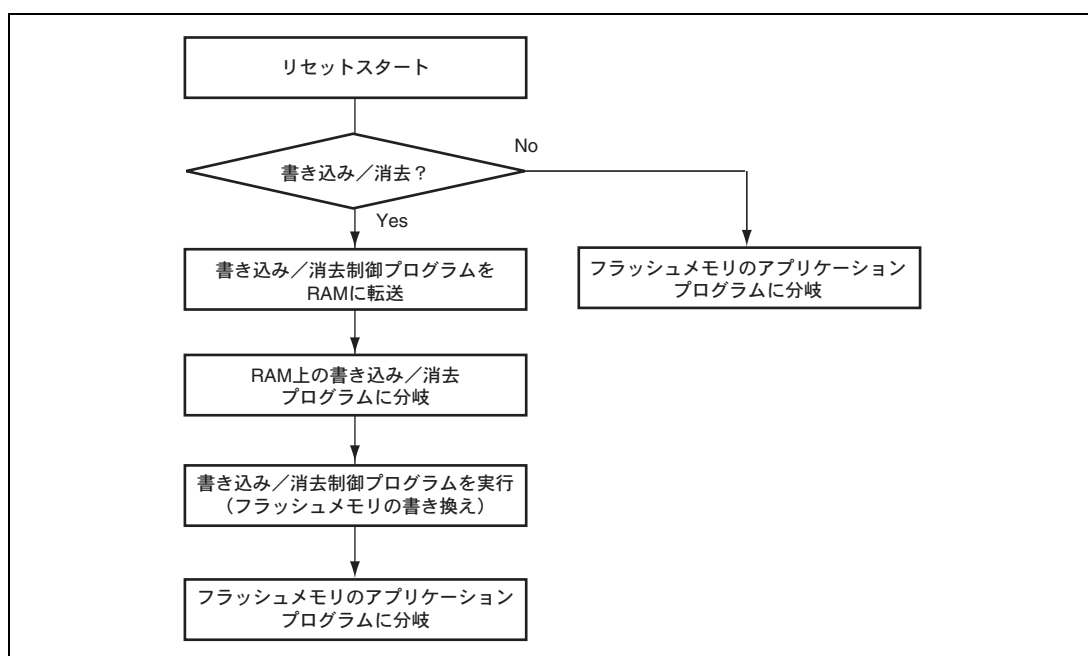 リセットスタート
書き込み／消去？
No
Yes
書き込み／消去制御プログラムを
RAMに転送
フラッシュメモリのアプリケーション
プログラムに分岐
RAM上の書き込み／消去
プログラムに分岐
書き込み／消去制御プログラムを実行
（フラッシュメモリの書き換え）
フラッシュメモリのアプリケーション
プログラムに分岐